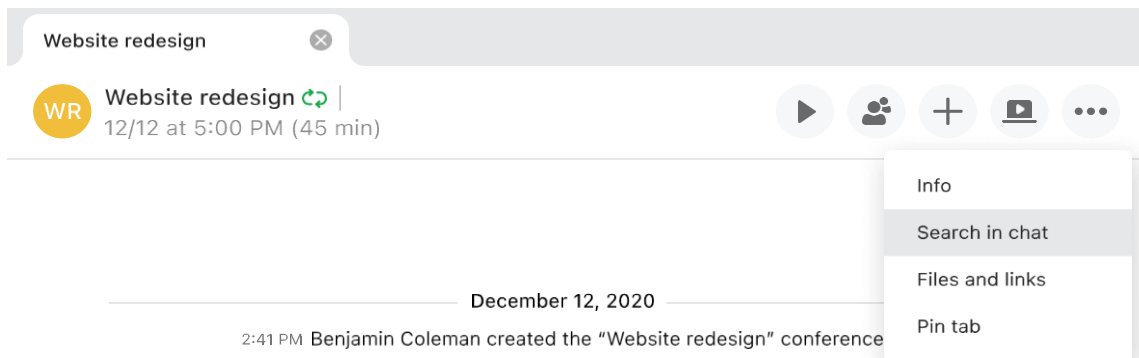 Website redesign
WR
Website redesign
12/12 at 5:00 PM (45 min)
Info
Search in chat
Files and links
Pin tab
December 12, 2020
2:41 PM Benjamin Coleman created the “Website redesign” conference